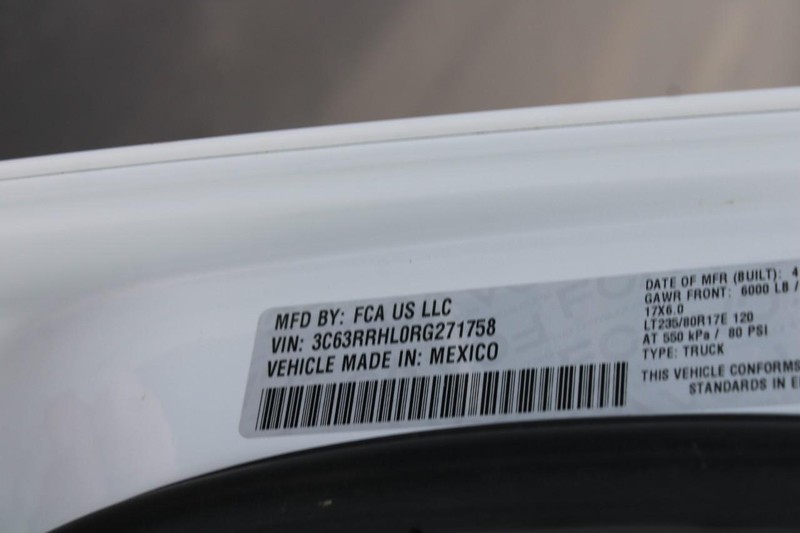 MFD BY: FCA US LLC
VIN: 3C63RRHL0RG271758
VEHICLE MADE IN: MEXICO
DATE OF MFR (BUILT): 4
GAWR FRONT: 6000 LB /
17X6.0
LT235/80R17E 120
AT 550 kPa / 80 PSI
TYPE: TRUCK
THIS VEHICLE CONFORMS
STANDARDS IN